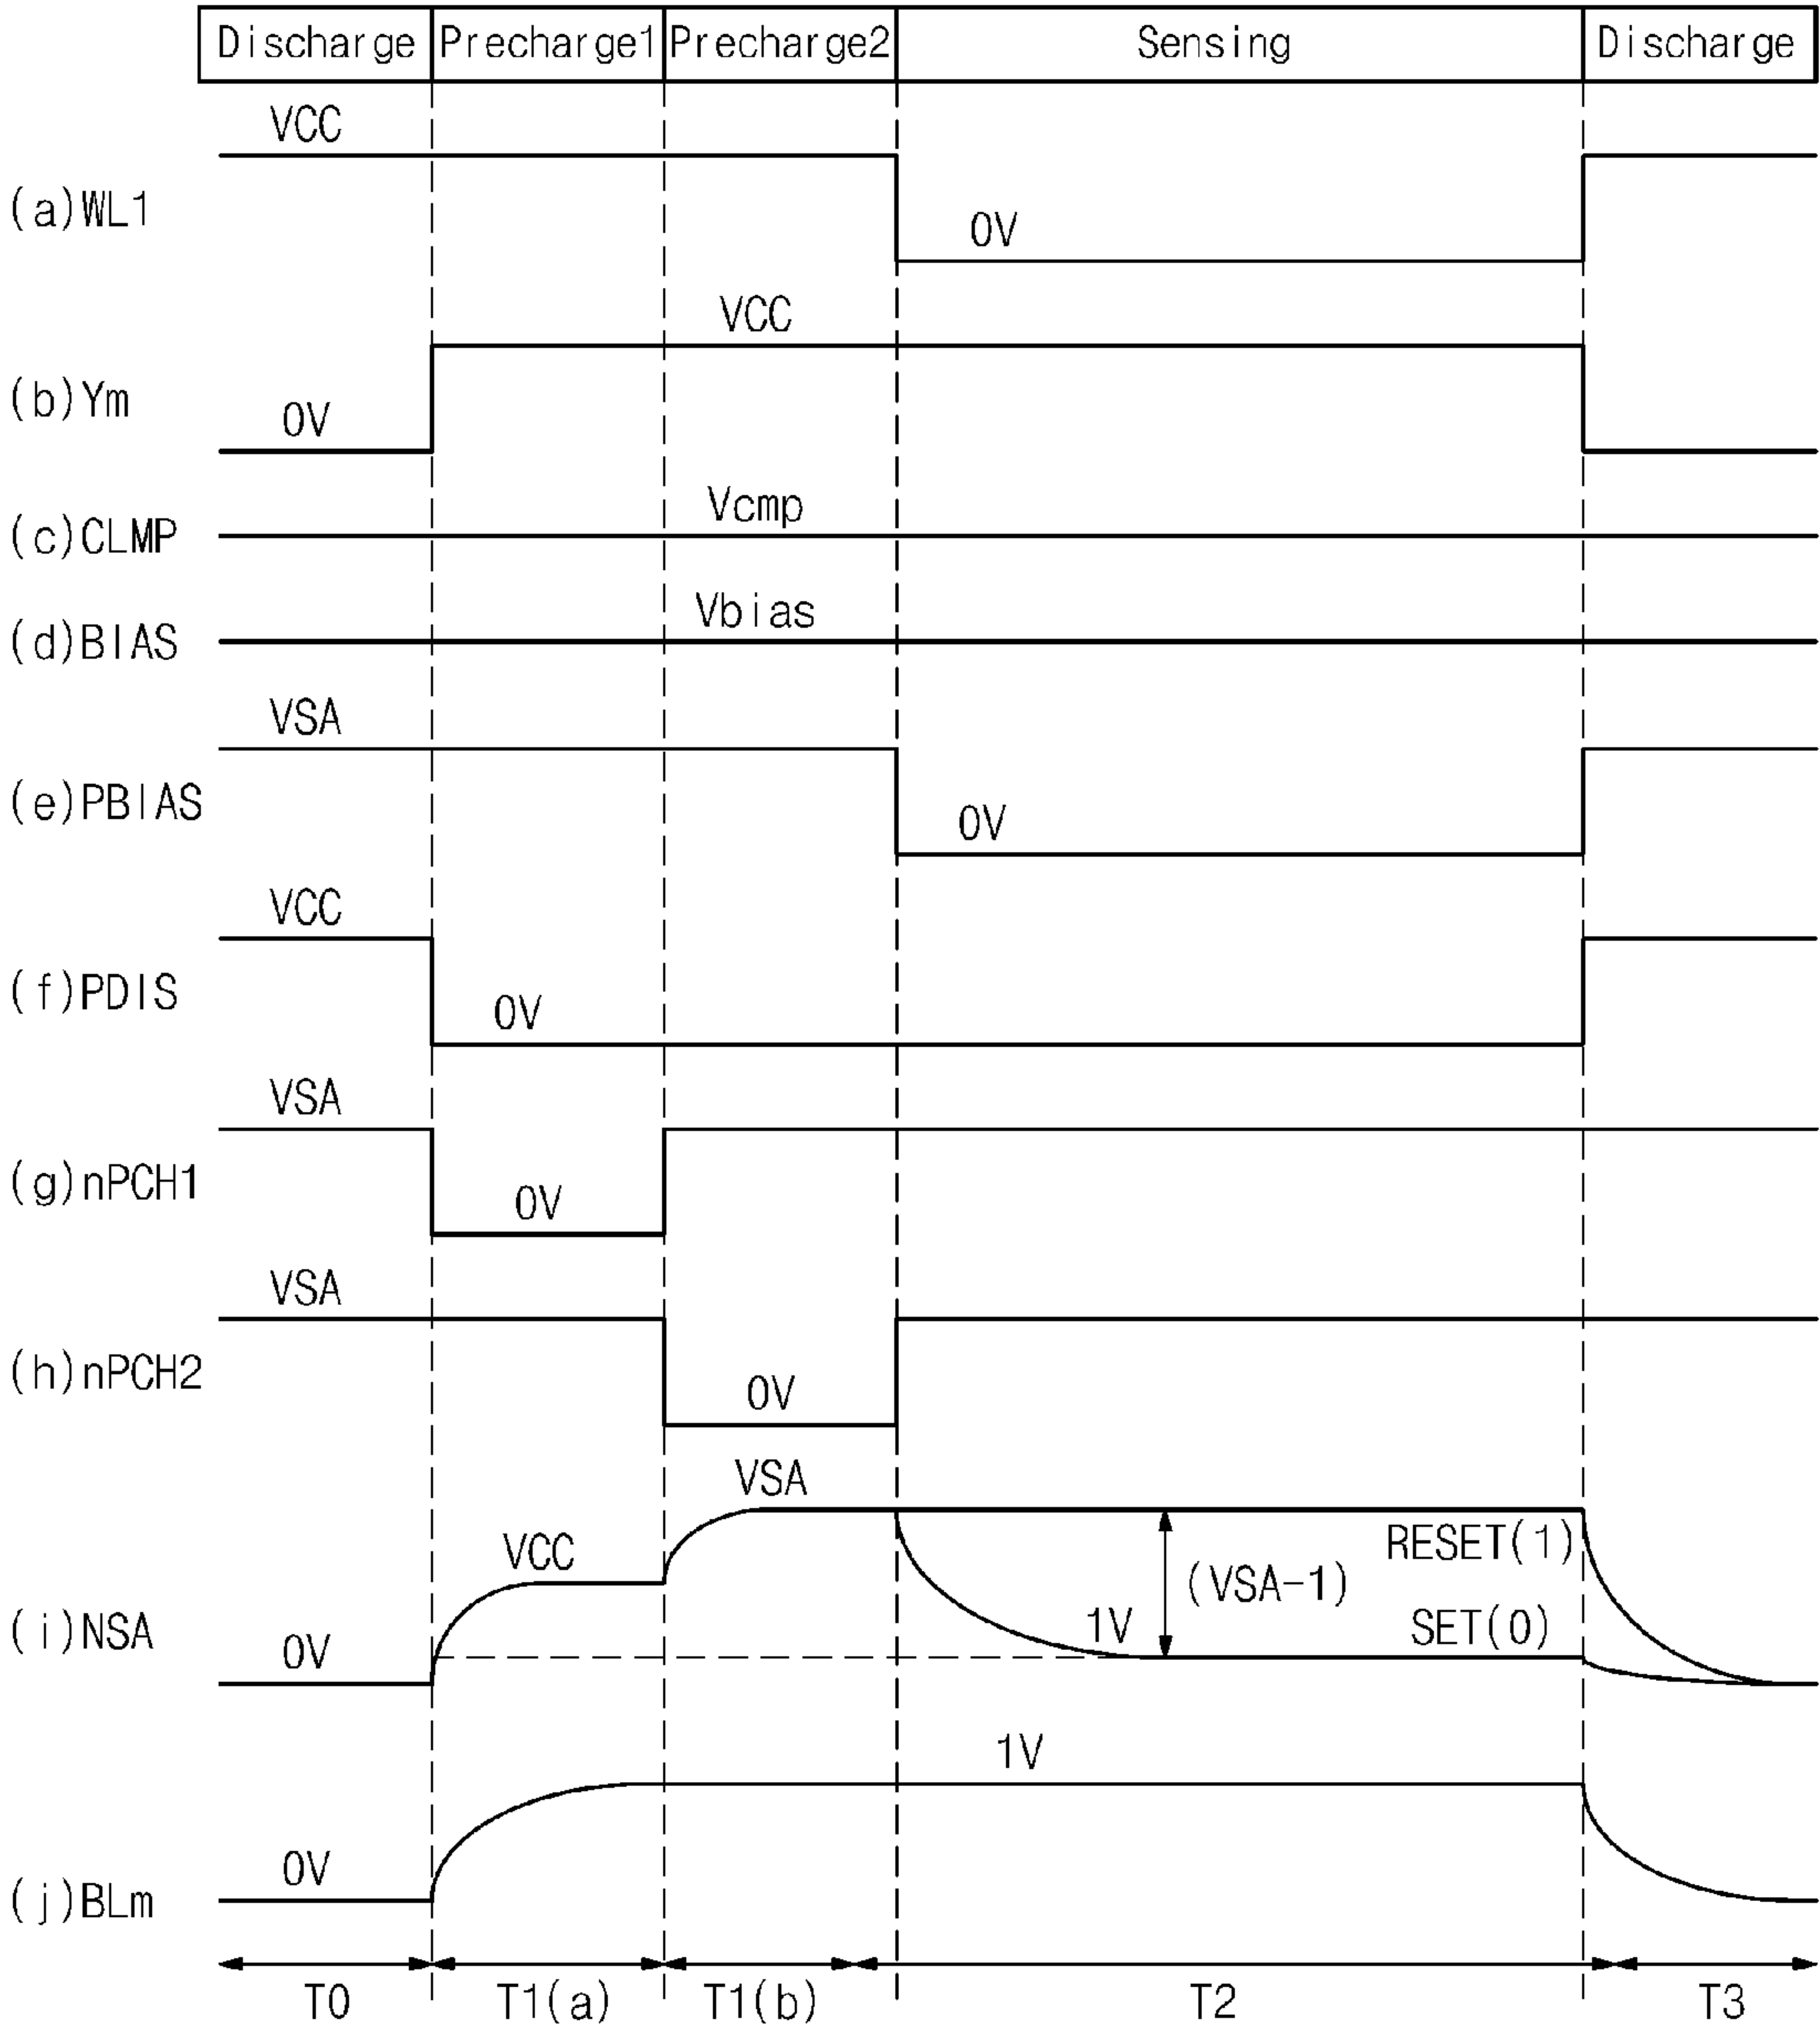 Discharge Precharge1 Precharge2 Sensing Discharge
VCC
(a)WL1
0V
VCC
(b)Ym
0V
Vcmp
(c)CLMP
Vbias
(d)BIAS
VSA
(e)PBIAS
0V
VCC
(f)PDIS
0V
VSA
(g)nPCH1
0V
VSA
(h)nPCH2
0V
VSA
VCC
RESET(1)
(VSA-1)
(i)NSA
0V
1V
SET(0)
1V
(j)BLm
0V
T0 T1(a) T1(b) T2 T3